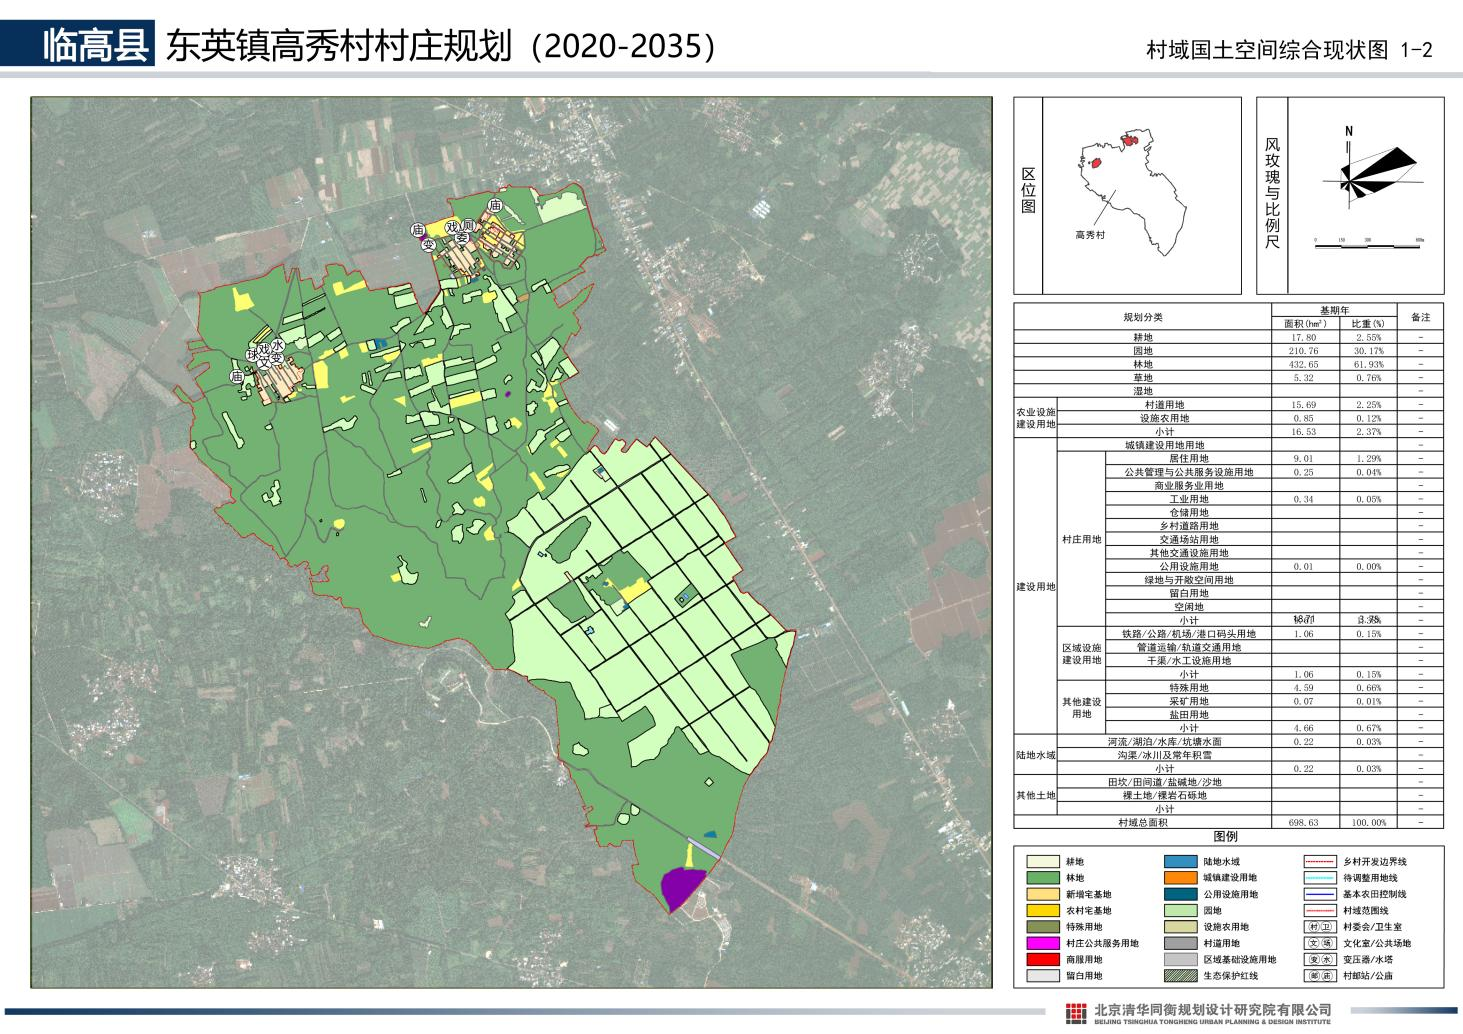 临高县 东英镇高秀村村庄规划（2020-2035）
村域国土空间综合现状图 1-2
区位图
高秀村
风玫瑰与比例尺
N
0 150 300 600m
规划分类 基期年 备注
面积(hm²) 比重(%)
耕地 17.80 2.55% -
园地 210.76 30.17% -
林地 432.65 61.93% -
草地 5.32 0.76% -
湿地 -
农业设施建设用地 村道用地 15.69 2.25% -
设施农用地 0.85 0.12% -
小计 16.53 2.37% -
建设用地 城镇建设用地用地 -
村庄用地 居住用地 9.01 1.29% -
公共管理与公共服务设施用地 0.25 0.04% -
商业服务业用地 -
工业用地 0.34 0.05% -
仓储用地 -
乡村道路用地 -
交通场站用地 -
其他交通设施用地 -
公用设施用地 0.01 0.00% -
绿地与开敞空间用地 -
留白用地 -
空闲地 -
小计 -
区域设施建设用地 铁路/公路/机场/港口码头用地 1.06 0.15% -
管道运输/轨道交通用地 -
干渠/水工设施用地 -
小计 1.06 0.15% -
其他建设用地 特殊用地 4.59 0.66% -
采矿用地 0.07 0.01% -
盐田用地 -
小计 4.66 0.67% -
陆地水域 河流/湖泊/水库/坑塘水面 0.22 0.03% -
沟渠/冰川及常年积雪 -
小计 0.22 0.03% -
其他土地 田坎/田间道/盐碱地/沙地 -
裸土地/裸岩石砾地 -
小计 -
村域总面积 698.63 100.00% -
图例
耕地 陆地水域 乡村开发边界线
林地 城镇建设用地 待调整用地线
新增宅基地 公用设施用地 基本农田控制线
农村宅基地 园地 村域范围线
特殊用地 设施农用地 村 卫 村委会/卫生室
村庄公共服务用地 村道用地 文 场 文化室/公共场地
商服用地 区域基础设施用地 变 水 变压器/水塔
留白用地 生态保护红线 邮 庙 村邮站/公庙
庙
庙 戏 厕
变 委
球 戏 水
文 变
庙
北京清华同衡规划设计研究院有限公司
BEIJING TSINGHUA TONGHENG URBAN PLANNING & DESIGN INSTITUTE